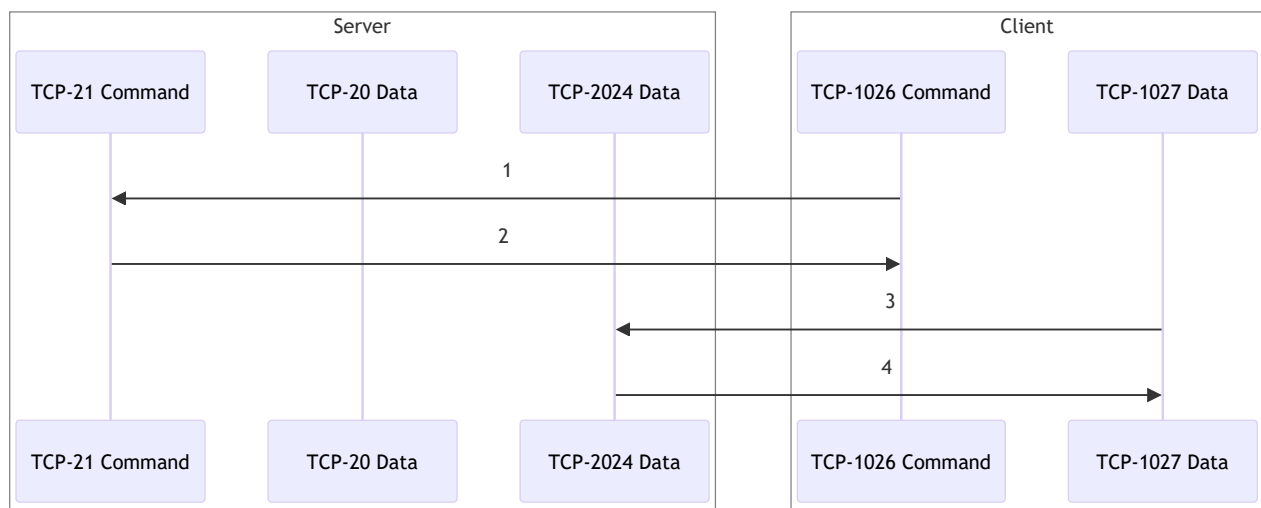 Server
Client
TCP-21 Command
TCP-20 Data
TCP-2024 Data
TCP-1026 Command
TCP-1027 Data
1
2
3
4
TCP-21 Command
TCP-20 Data
TCP-2024 Data
TCP-1026 Command
TCP-1027 Data